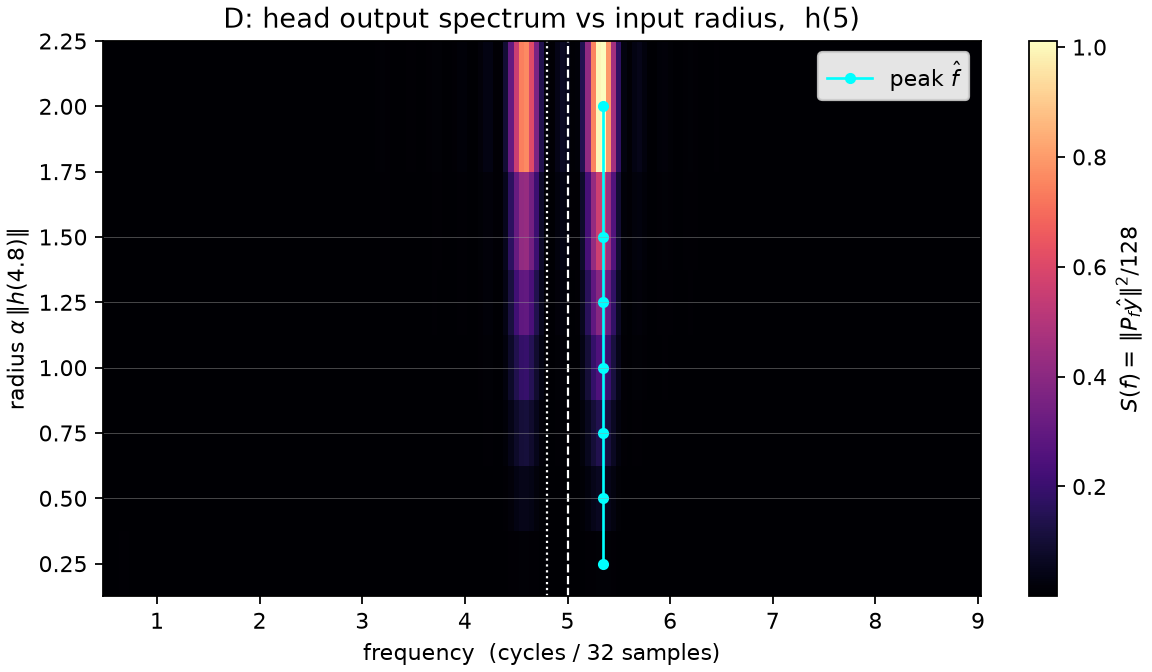 D: head output spectrum vs input radius, h(5)
peak f̂
2.25
2.00
1.75
1.50
1.25
1.00
0.75
0.50
0.25
radius α ‖h(4.8)‖
1 2 3 4 5 6 7 8 9
frequency (cycles / 32 samples)
1.0
0.8
0.6
0.4
0.2
S(f) = ‖P_f ŷ‖²/128